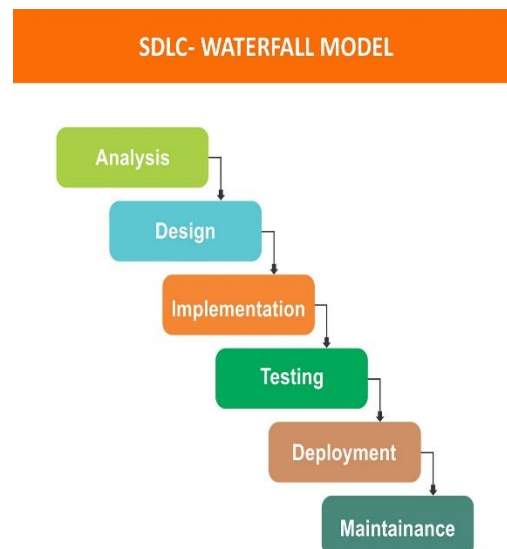 SDLC- WATERFALL MODEL
Analysis
Design
Implementation
Testing
Deployment
Maintainance